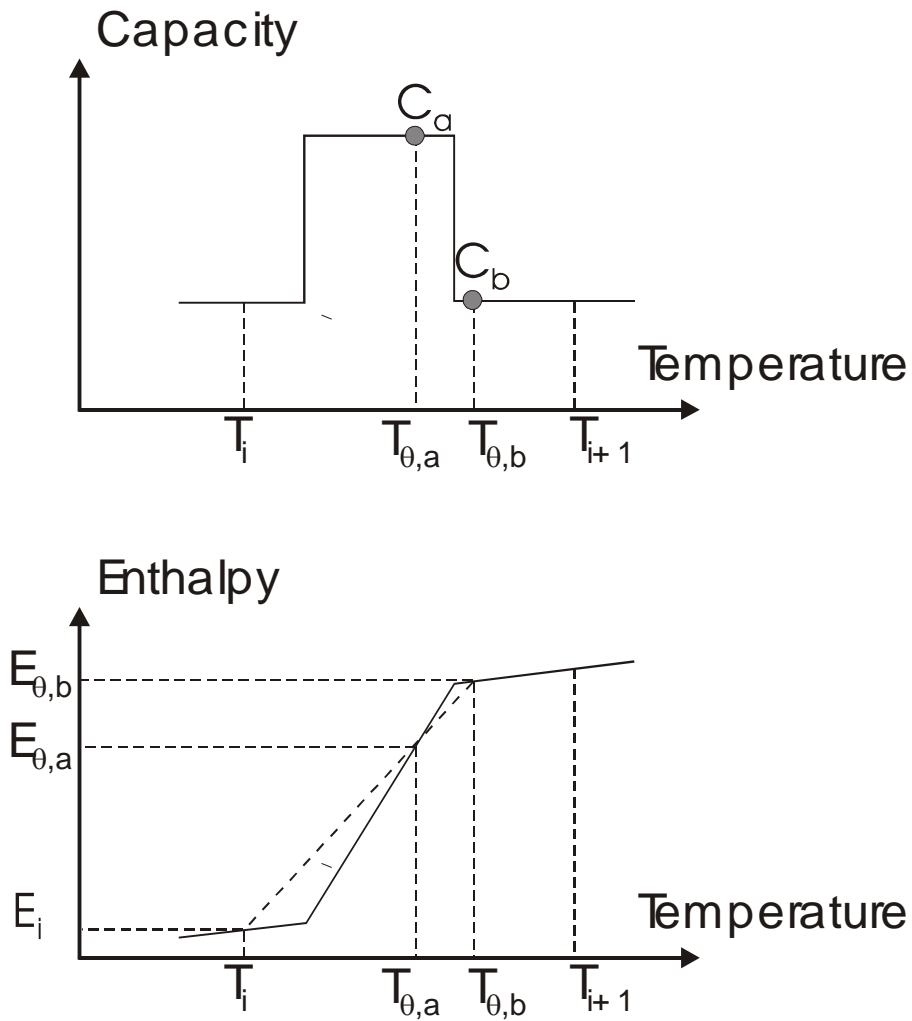 Capacity
Ca
Cb
Temperature
Ti Tθ,a Tθ,b Ti+1
Enthalpy
Eθ,b
Eθ,a
Ei
Temperature
Ti Tθ,a Tθ,b Ti+1